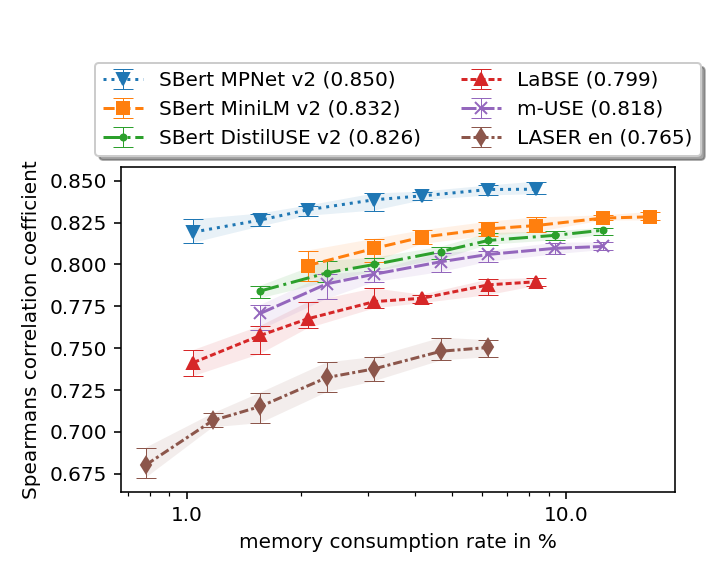 SBert MPNet v2 (0.850)
SBert MiniLM v2 (0.832)
SBert DistilUSE v2 (0.826)
LaBSE (0.799)
m-USE (0.818)
LASER en (0.765)
Spearmans correlation coefficient
0.850
0.825
0.800
0.775
0.750
0.725
0.700
0.675
1.0
10.0
memory consumption rate in %